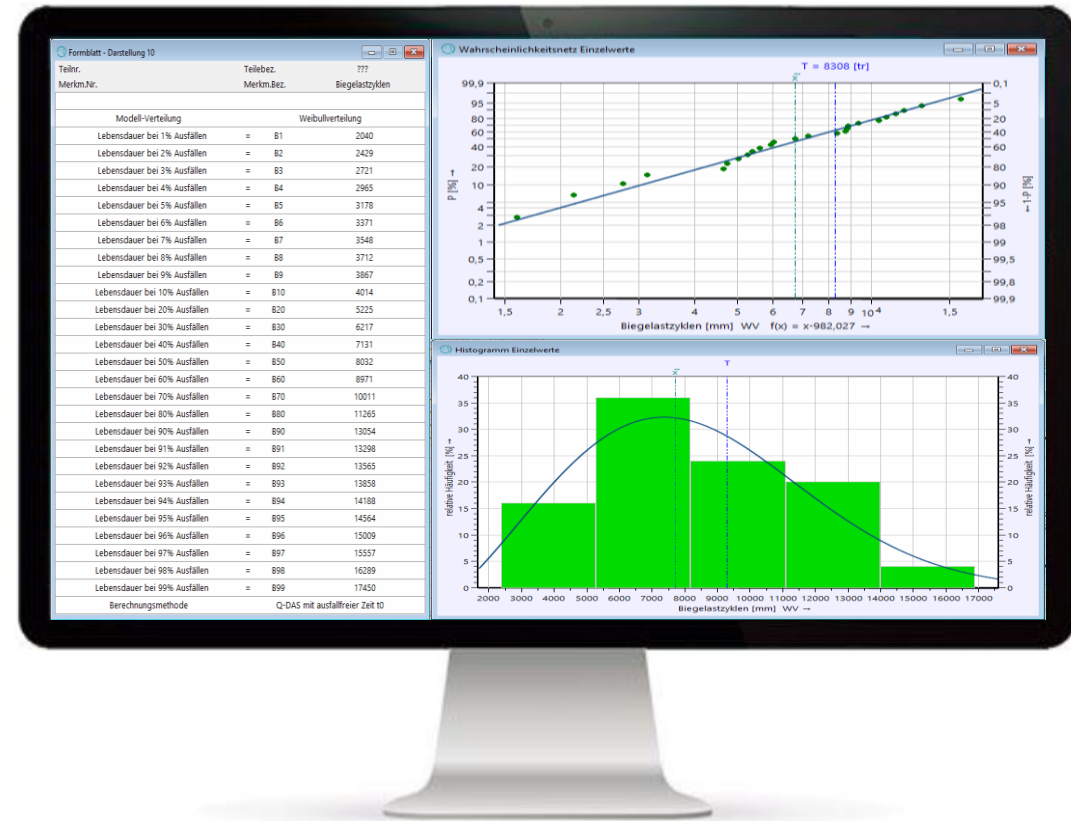 Formblatt - Darstellung 10
Teilnr. Teilebez. ???
Merkm.Nr. Merkm.Bez. Biegelastzyklen
Modell-Verteilung Weibullverteilung
Lebensdauer bei 1% Ausfällen = B1 2040
Lebensdauer bei 2% Ausfällen = B2 2429
Lebensdauer bei 3% Ausfällen = B3 2721
Lebensdauer bei 4% Ausfällen = B4 2965
Lebensdauer bei 5% Ausfällen = B5 3178
Lebensdauer bei 6% Ausfällen = B6 3371
Lebensdauer bei 7% Ausfällen = B7 3548
Lebensdauer bei 8% Ausfällen = B8 3712
Lebensdauer bei 9% Ausfällen = B9 3867
Lebensdauer bei 10% Ausfällen = B10 4014
Lebensdauer bei 20% Ausfällen = B20 5225
Lebensdauer bei 30% Ausfällen = B30 6217
Lebensdauer bei 40% Ausfällen = B40 7131
Lebensdauer bei 50% Ausfällen = B50 8032
Lebensdauer bei 60% Ausfällen = B60 8971
Lebensdauer bei 70% Ausfällen = B70 10011
Lebensdauer bei 80% Ausfällen = B80 11265
Lebensdauer bei 90% Ausfällen = B90 13054
Lebensdauer bei 91% Ausfällen = B91 13298
Lebensdauer bei 92% Ausfällen = B92 13565
Lebensdauer bei 93% Ausfällen = B93 13858
Lebensdauer bei 94% Ausfällen = B94 14188
Lebensdauer bei 95% Ausfällen = B95 14564
Lebensdauer bei 96% Ausfällen = B96 15009
Lebensdauer bei 97% Ausfällen = B97 15557
Lebensdauer bei 98% Ausfällen = B98 16289
Lebensdauer bei 99% Ausfällen = B99 17450
Berechnungsmethode Q-DAS mit ausfallfreier Zeit t0
Wahrscheinlichkeitsnetz Einzelwerte
T = 8308 [tr]
x̄
99,9 0,1
95 5
80 20
60 40
40 60
20 80
10 90
4 95
2 98
1 99
0,5 99,5
0,2 99,8
0,1 99,9
P [%] →
← 1-P [%]
1,5 2 2,5 3 4 5 6 7 8 9 10⁴ 1,5
Biegelastzyklen [mm] WV f(x) = x-982,027 →
Histogramm Einzelwerte
x̄ T
40 40
35 35
30 30
25 25
20 20
15 15
10 10
5 5
0 0
relative Häufigkeit [%] →
relative Häufigkeit [%] →
2000 3000 4000 5000 6000 7000 8000 9000 10000 11000 12000 13000 14000 15000 16000 17000
Biegelastzyklen [mm] WV →